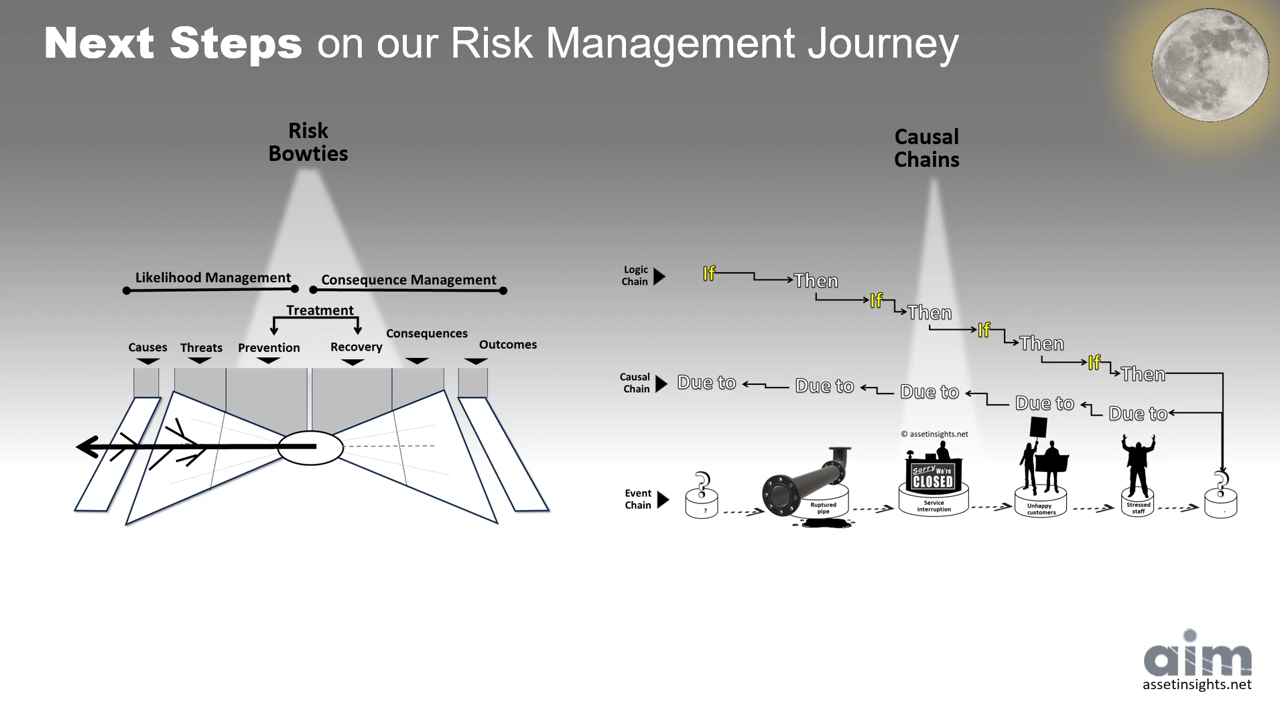 Next Steps on our Risk Management Journey
Risk
Bowties
Likelihood Management
Consequence Management
Treatment
Causes
Threats
Prevention
Recovery
Consequences
Outcomes
Causal
Chains
Logic
Chain
If
Then
If
Then
If
Then
If
Then
Causal
Chain
Due to
Due to
Due to
Due to
Due to
© assetinsights.net
Sorry We're
CLOSED
Event
Chain
?
?
Ruptured
pipe
Service
interruption
Unhappy
customers
Stressed
staff
?
.
aim
assetinsights.net